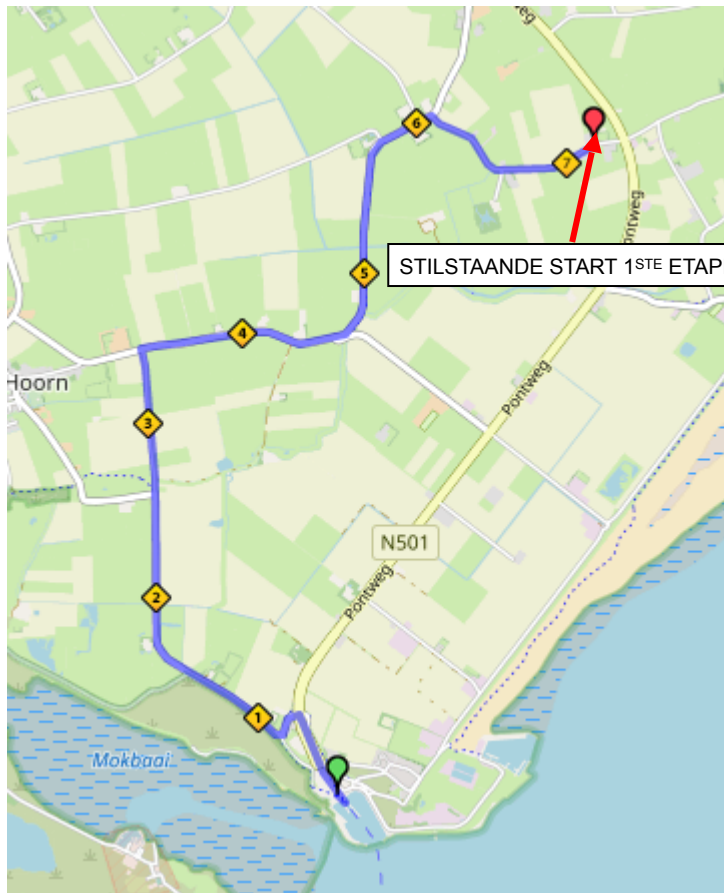 6
7
Pontweg
STILSTAANDE START 1STE ETAP
5
4
Hoorn
3
Pontweg
N501
Pontweg
2
1
Mokbaai